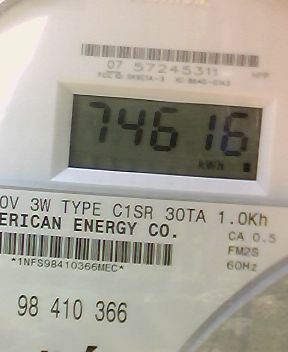 07 57245311
74616
kWh
0V 3W TYPE C1SR 30TA 1.0Kh
ERICAN ENERGY CO.
CA 0.5
FM2S
60Hz
*1NFS98410366MEC*
98 410 366